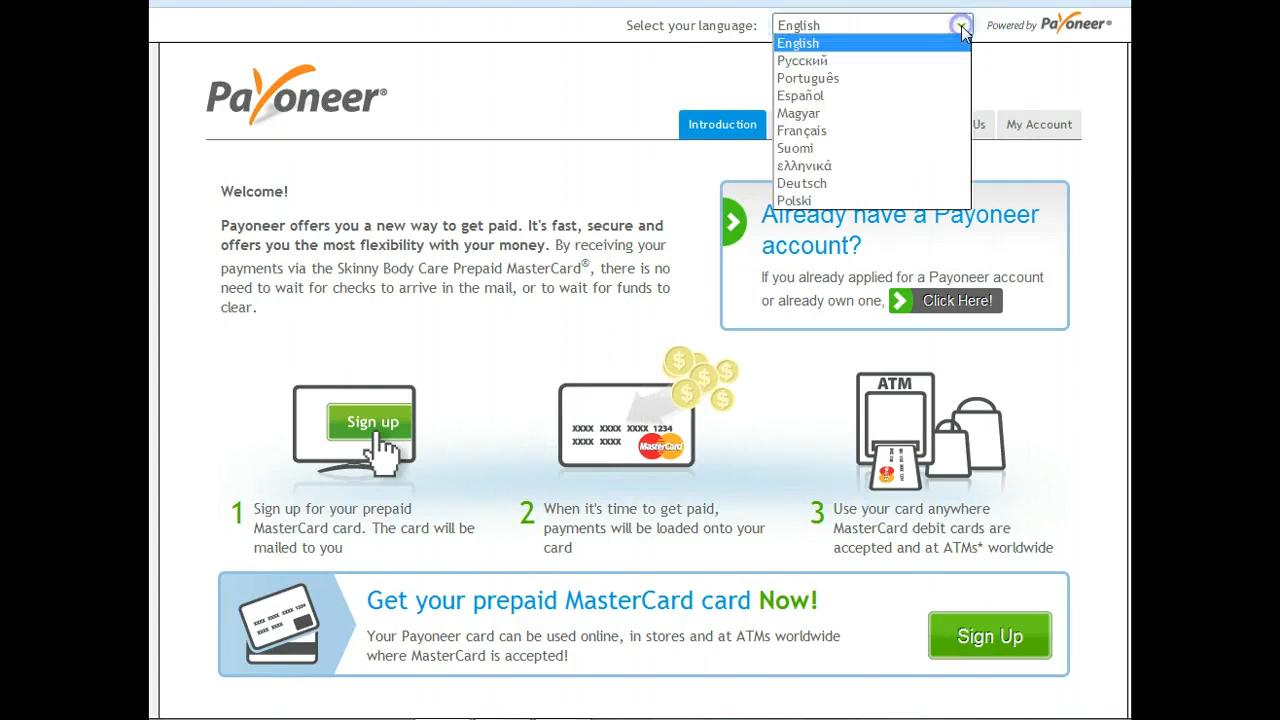 Select your language:
English
Powered by Payoneer®
English
Русский
Português
Español
Magyar
Français
Suomi
ελληνικά
Deutsch
Polski
Payoneer®
Introduction
Us
My Account
Welcome!
Payoneer offers you a new way to get paid. It's fast, secure and
offers you the most flexibility with your money. By receiving your
payments via the Skinny Body Care Prepaid MasterCard®, there is no
need to wait for checks to arrive in the mail, or to wait for funds to
clear.
Already have a Payoneer
account?
If you already applied for a Payoneer account
or already own one, Click Here!
Sign up
XXXX XXXX XXXX 1234
XXXX XXXX
MasterCard
ATM
1 Sign up for your prepaid
MasterCard card. The card will be
mailed to you
2 When it's time to get paid,
payments will be loaded onto your
card
3 Use your card anywhere
MasterCard debit cards are
accepted and at ATMs* worldwide
Get your prepaid MasterCard card Now!
Your Payoneer card can be used online, in stores and at ATMs worldwide
where MasterCard is accepted!
Sign Up